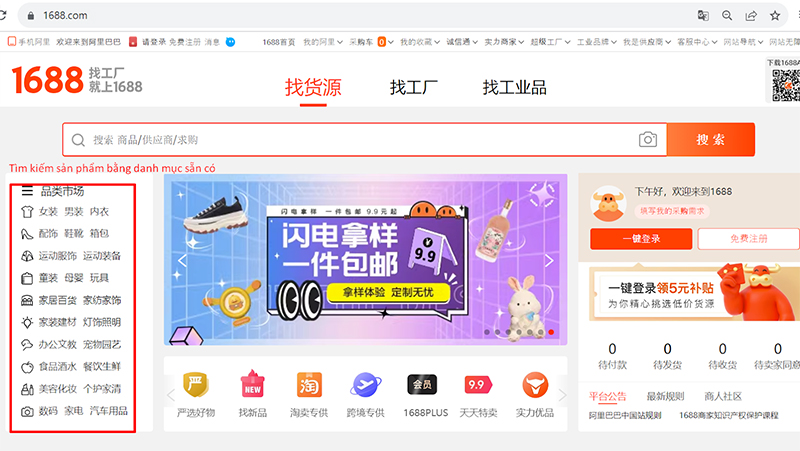 1688.com
手机阿里 欢迎来到阿里巴巴 请登录 免费注册 消息 1688首页 我的阿里 采购车 0 我的收藏 诚信通 实力商家 超级工厂 工业品牌 我是供应商 客服中心 网站导航 网站无障
1688 找工厂
就上1688
找货源 找工厂 找工业品
下载1688A
搜索 商品/供应商/求购 搜 索
Tìm kiếm sản phẩm bằng danh mục sẵn có
品类市场
女装 男装 内衣
配饰 鞋靴 箱包
运动服饰 运动装备
童装 母婴 玩具
家居百货 家纺家饰
家装建材 灯饰照明
办公文教 宠物园艺
食品酒水 餐饮生鲜
美容化妆 个护家清
数码 家电 汽车用品
闪电拿样 一件包邮 9.9元起
闪电拿样
一件包邮
¥
9.9
拿样体验 定制无忧
下午好，欢迎来到1688
填写我的采购需求
一键登录 免费注册
一键登录领5元补贴
为你精心挑选低价货源
0 0 0 0
待付款 待发货 待收货 待卖家同意
NEW 淘 会员 9.9
严选好物 找新品 淘卖专供 跨境专供 1688PLUS 天天特卖 实力优品
平台公告 最新规则 商人社区
阿里巴巴中国站规则 1688商家知识产权保护课程